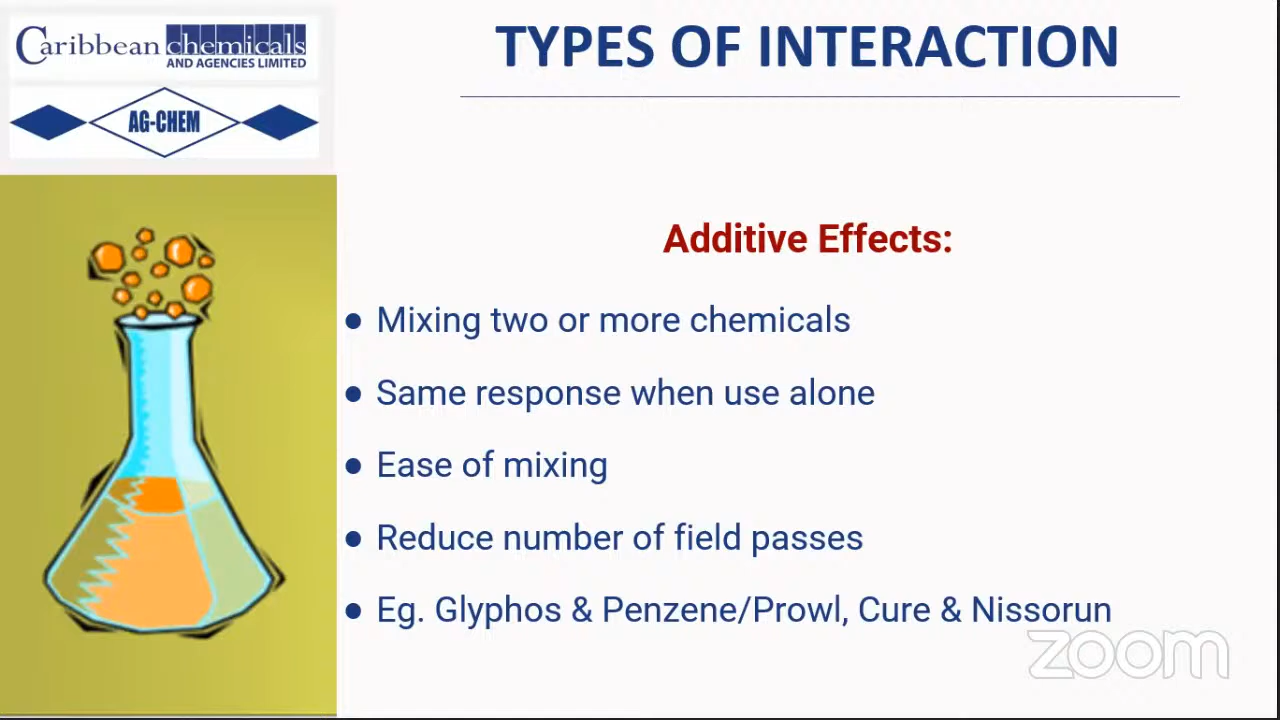 Caribbean chemicals
AND AGENCIES LIMITED
AG-CHEM
TYPES OF INTERACTION
Additive Effects:
• Mixing two or more chemicals
• Same response when use alone
• Ease of mixing
• Reduce number of field passes
• Eg. Glyphos & Penzene/Prowl, Cure & Nissorun
zoom